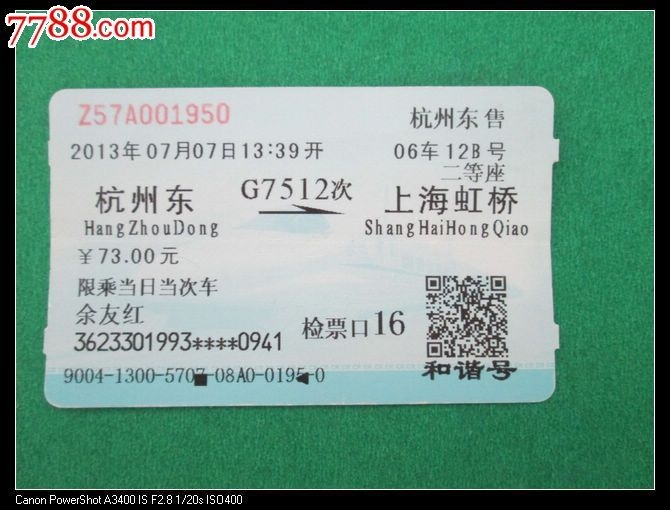 7788.com
Z57A001950
杭州东 售
2013年07月07日13:39开
06车12B号
二等座
杭州东
G7512次
上海虹桥
HangZhouDong
ShangHaiHongQiao
￥73.00元
限乘当日当次车
余友红
检票口16
3623301993****0941
和谐号
9004-1300-5707-08A0-0195-0
Canon PowerShot A3400 IS F2.8 1/20s ISO400